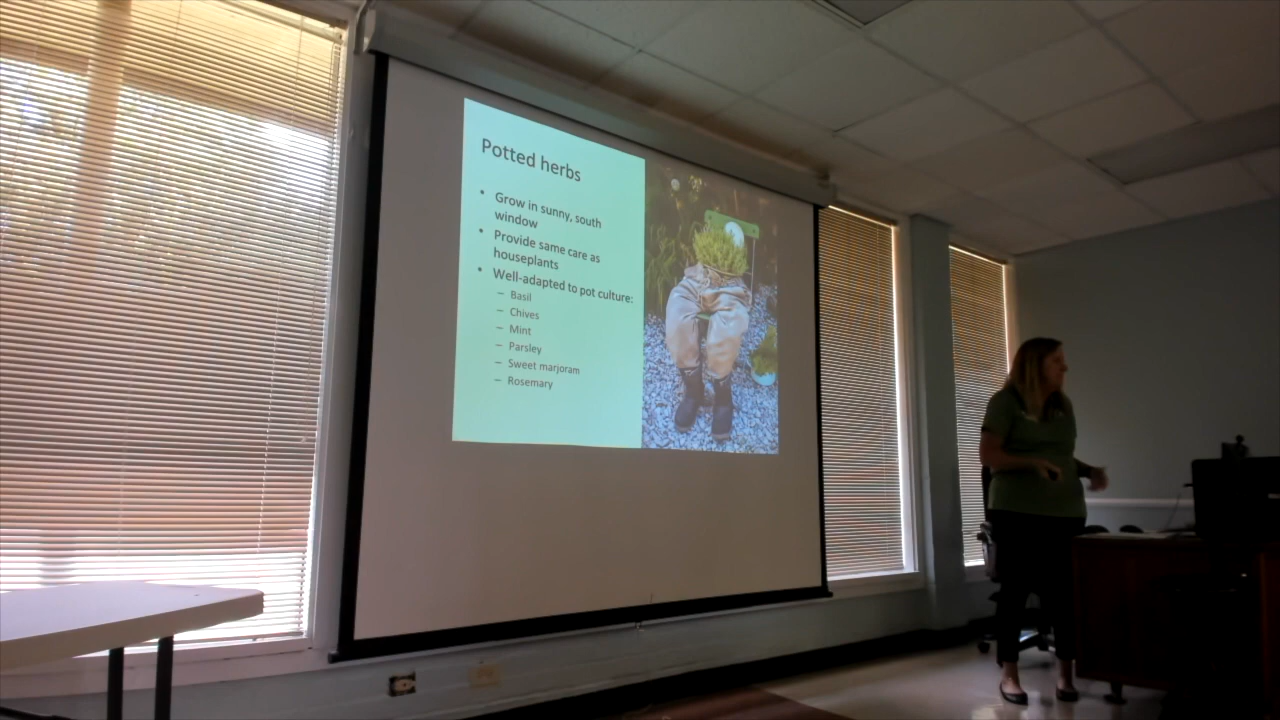 Potted herbs
• Grow in sunny, south
window
• Provide same care as
houseplants
• Well-adapted to pot culture:
– Basil
– Chives
– Mint
– Parsley
– Sweet marjoram
– Rosemary